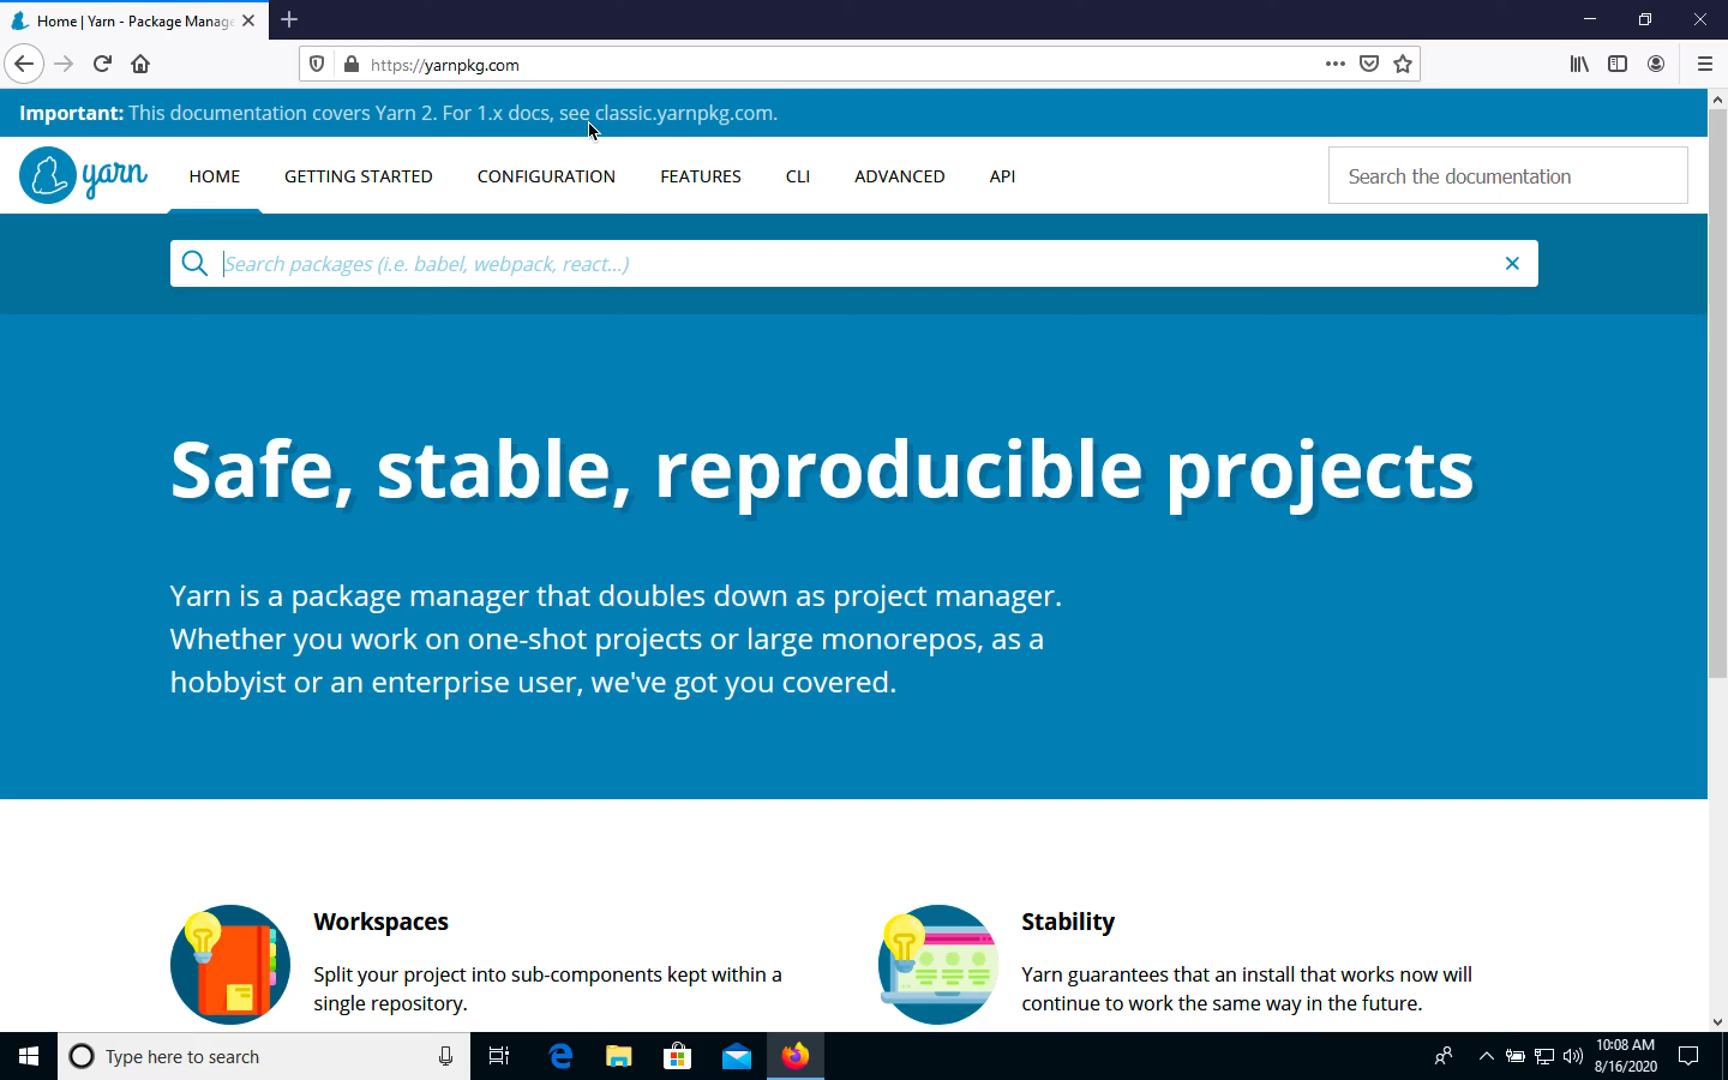 Home | Yarn - Package Manage
https://yarnpkg.com
Important: This documentation covers Yarn 2. For 1.x docs, see classic.yarnpkg.com.
yarn
HOME
GETTING STARTED
CONFIGURATION
FEATURES
CLI
ADVANCED
API
Search the documentation
Search packages (i.e. babel, webpack, react...)
Safe, stable, reproducible projects
Yarn is a package manager that doubles down as project manager.
Whether you work on one-shot projects or large monorepos, as a
hobbyist or an enterprise user, we've got you covered.
Workspaces
Split your project into sub-components kept within a
single repository.
Stability
Yarn guarantees that an install that works now will
continue to work the same way in the future.
Type here to search
10:08 AM
8/16/2020